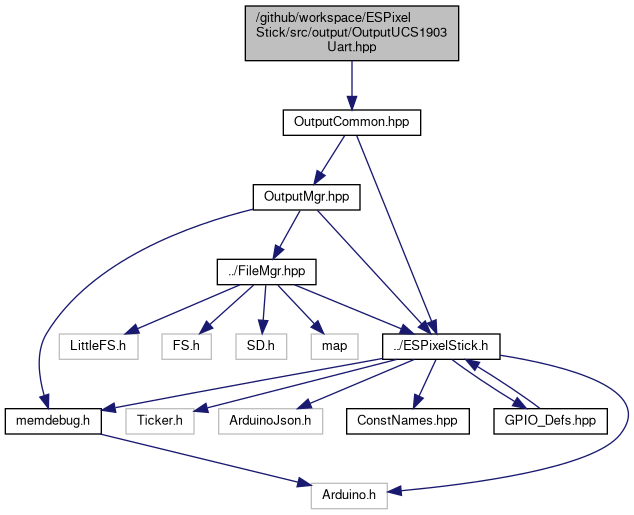 /github/workspace/ESPixel
Stick/src/output/OutputUCS1903
Uart.hpp
OutputCommon.hpp
OutputMgr.hpp
../FileMgr.hpp
LittleFS.h
FS.h
SD.h
map
../ESPixelStick.h
memdebug.h
Ticker.h
ArduinoJson.h
ConstNames.hpp
GPIO_Defs.hpp
Arduino.h